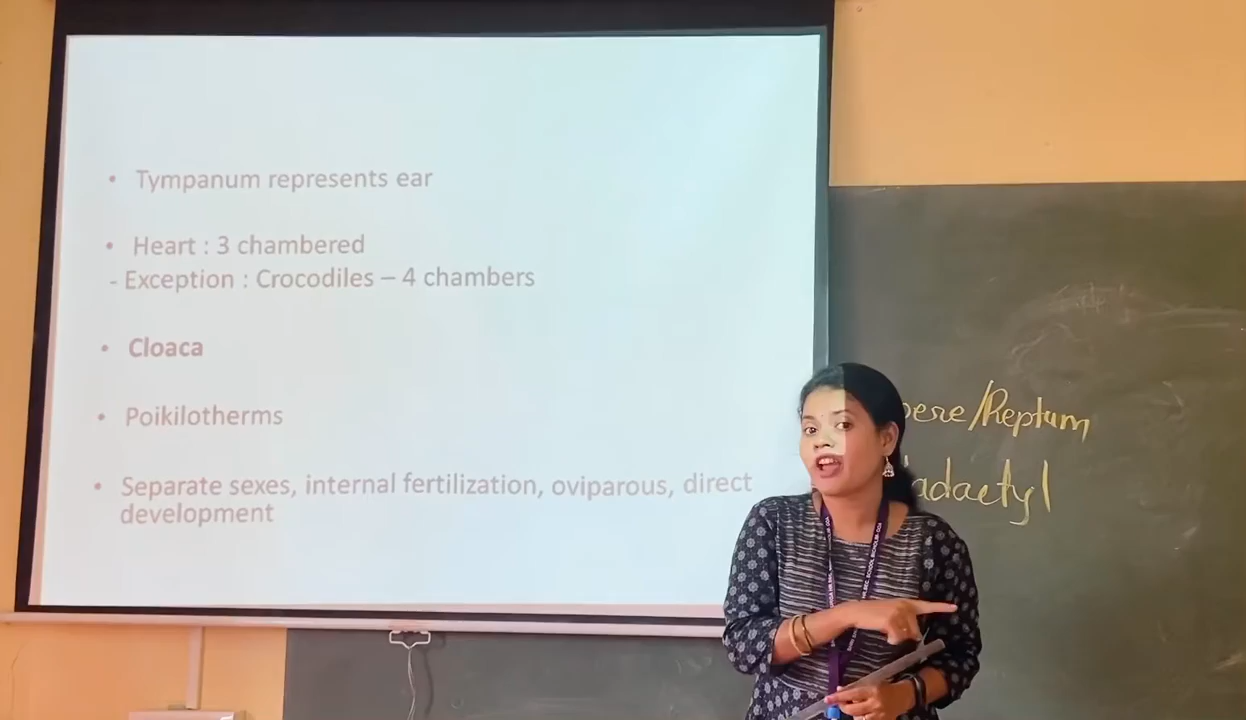 • Tympanum represents ear
• Heart : 3 chambered
- Exception : Crocodiles – 4 chambers
• Cloaca
• Poikilotherms
• Separate sexes, internal fertilization, oviparous, direct
development
pere/Reptum
adactyl